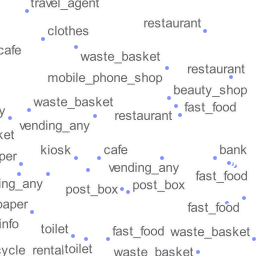 travel_agent
restaurant
clothes
cafe
waste_basket
restaurant
mobile_phone_shop
beauty_shop
waste_basket
fast_food
restaurant
y
vending_any
ket
kiosk
cafe
bank
per
vending_any
fast_food
ing_any
post_box
post_box
paper
fast_food
info
toilet
fast_food
waste_basket
cycle rental
toilet
waste_basket